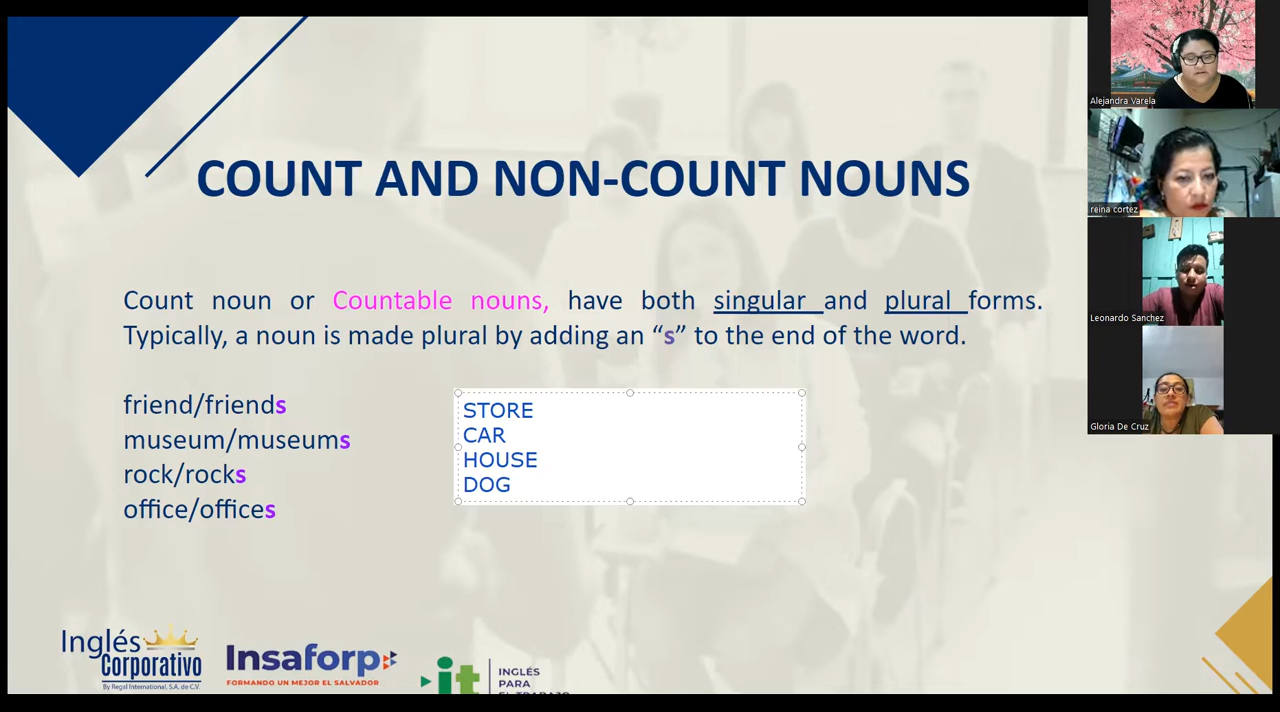 COUNT AND NON-COUNT NOUNS
Count noun or Countable nouns, have both singular and plural forms.
Typically, a noun is made plural by adding an “s” to the end of the word.
friend/friends
museum/museums
rock/rocks
office/offices
STORE
CAR
HOUSE
DOG
Inglés
Corporativo
By Regal International, S.A. de C.V.
Insaforp
FORMANDO UN MEJOR EL SALVADOR
it
INGLÉS
PARA
EL TRABAJO
Alejandra Varela
reina cortez
Leonardo Sanchez
Gloria De Cruz